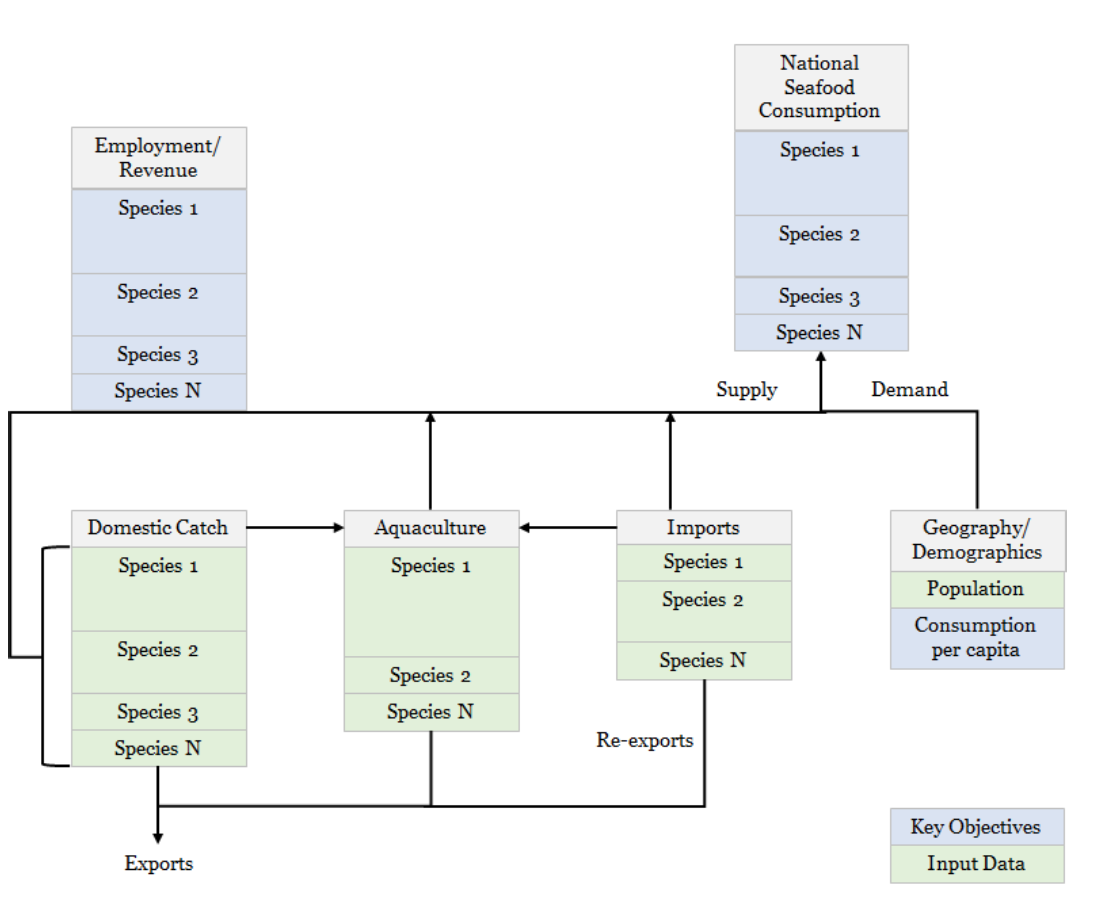 National
Seafood
Consumption
Species 1
Species 2
Species 3
Species N
Employment/
Revenue
Species 1
Species 2
Species 3
Species N
Supply
Demand
Domestic Catch
Species 1
Species 2
Species 3
Species N
Aquaculture
Species 1
Species 2
Species N
Imports
Species 1
Species 2
Species N
Geography/
Demographics
Population
Consumption
per capita
Re-exports
Exports
Key Objectives
Input Data